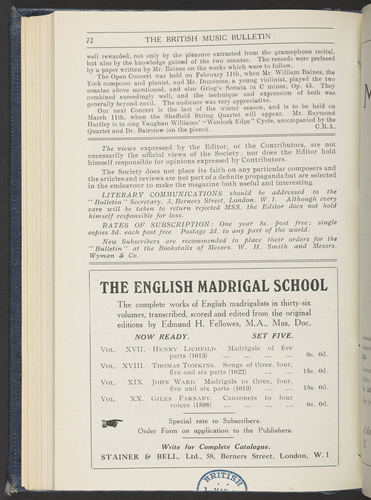 72 THE BRITISH MUSIC BULLETIN
well rewarded, not only by the pleasure extracted from the gramophone recital,
but also by the knowledge gained of the two sonatas. The records were prefaced
by a paper written by Mr. Baines on the works which were to follow.
The Open Concert was held on February 11th, when Mr. William Baines, the
York composer and pianist, and Mr. Dunstone, a young violinist, played the two
sonatas above mentioned, and also Grieg's Sonata in C minor, Op. 45. They
combined exceedingly well, and the technique and expression of both was
generally beyond cavil. The audience was very appreciative.
Our next Concert is the last of the winter season, and is to be held on
March 11th, when the Sheffield String Quartet will appear. Mr. Raymond
Hartley is to sing Vaughan Williams' "Wenlock Edge" Cycle, accompanied by the
Quartet and Dr. Bairstow (on the piano). C.R.A.
The views expressed by the Editor, or the Contributors, are not
necessarily the official views of the Society; nor does the Editor hold
himself responsible for opinions expressed by Contributors.
The Society does not place its faith on any particular composers and
the articles and reviews are not part of a definite propaganda but are selected
in the endeavour to make the magazine both useful and interesting.
LITERARY COMMUNICATIONS should be addressed to the
"Bulletin" Secretary, 3, Berners Street, London, W. 1. Although every
care will be taken to return rejected MSS. the Editor does not hold
himself responsible for loss.
RATES OF SUBSCRIPTION: One year 8s. post free; single
copies 8d. each post free. Postage 2d. to any part of the world.
New Subscribers are recommended to place their orders for the
"Bulletin" at the Bookstalls of Messrs. W. H. Smith and Messrs.
Wyman & Co.
THE ENGLISH MADRIGAL SCHOOL
The complete works of English madrigalists in thirty-six
volumes, transcribed, scored and edited from the original
editions by Edmund H. Fellowes, M.A., Mus. Doc.
NOW READY. SET FIVE.
VOL. XVII. HENRY LICHFILD. Madrigals of five
parts (1613) ... ... ... ... 9s. 0d.
VOL. XVIII. THOMAS TOMKINS. Songs of three, four,
five and six parts (1622) ... ... 15s. 0d.
VOL. XIX. JOHN WARD. Madrigals to three, four,
five and six parts (1613) ... ... 15s. 0d.
VOL. XX. GILES FARNABY. Canzonets to four
voices (1598) ... ... ... ... 6s. 0d.
Special rate to Subscribers.
Order Form on application to the Publishers.
Write for Complete Catalogue.
STAINER & BELL, Ltd., 58, Berners Street, London, W. 1
BRITISH